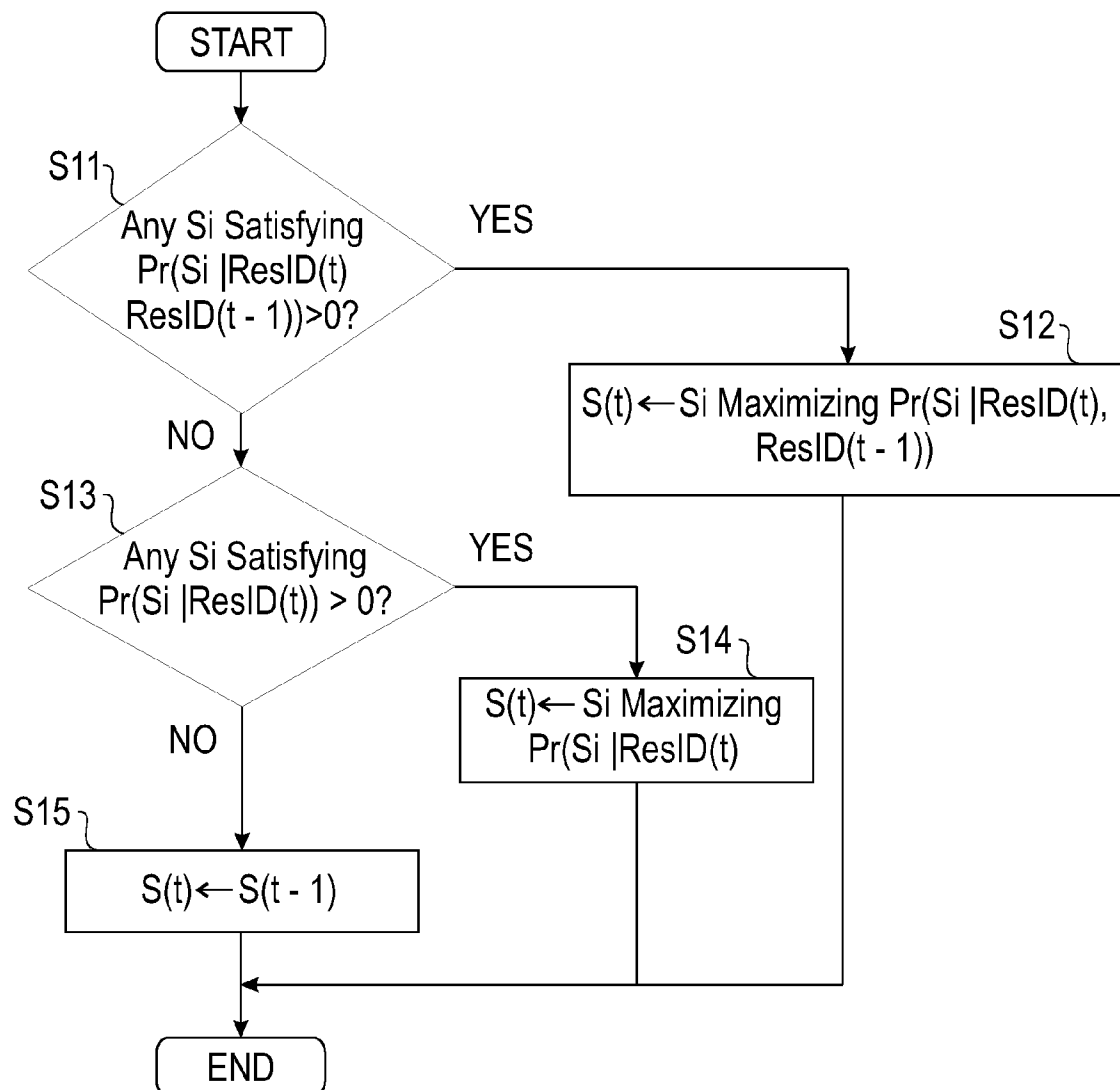 START
S11
Any Si Satisfying
Pr(Si |ResID(t)
ResID(t - 1))>0?
YES
S12
S(t)←Si Maximizing Pr(Si |ResID(t),
ResID(t - 1))
NO
S13
Any Si Satisfying
Pr(Si |ResID(t)) > 0?
YES
S14
S(t)← Si Maximizing
Pr(Si |ResID(t)
NO
S15
S(t)← S(t - 1)
END